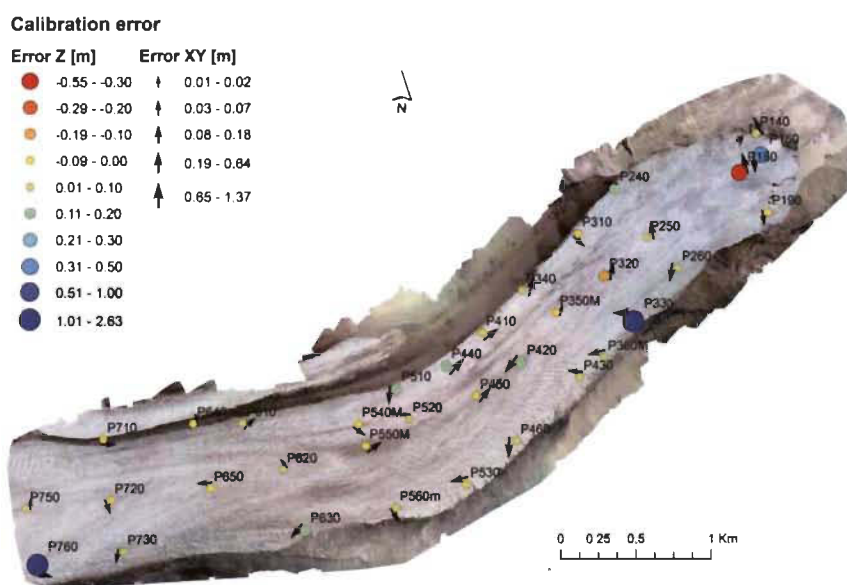 Calibration error
Error Z [m] Error XY [m]
-0.55 - -0.30 0.01 - 0.02
-0.29 - -0.20 0.03 - 0.07
-0.19 - -0.10 0.08 - 0.18
-0.09 - 0.00 0.19 - 0.64
0.01 - 0.10 0.65 - 1.37
0.11 - 0.20
0.21 - 0.30
0.31 - 0.50
0.51 - 1.00
1.01 - 2.63
N
P140
P240
P190
P310
P250
P320
P260
P340
P350M
P330
P410
P440
P420
P360M
P430
P510
P450
P540M
P520
P710
P550M
P460
P620
P650
P530
P750
P720
P560m
P630
P730
P760
0 0.25 0.5 1 Km